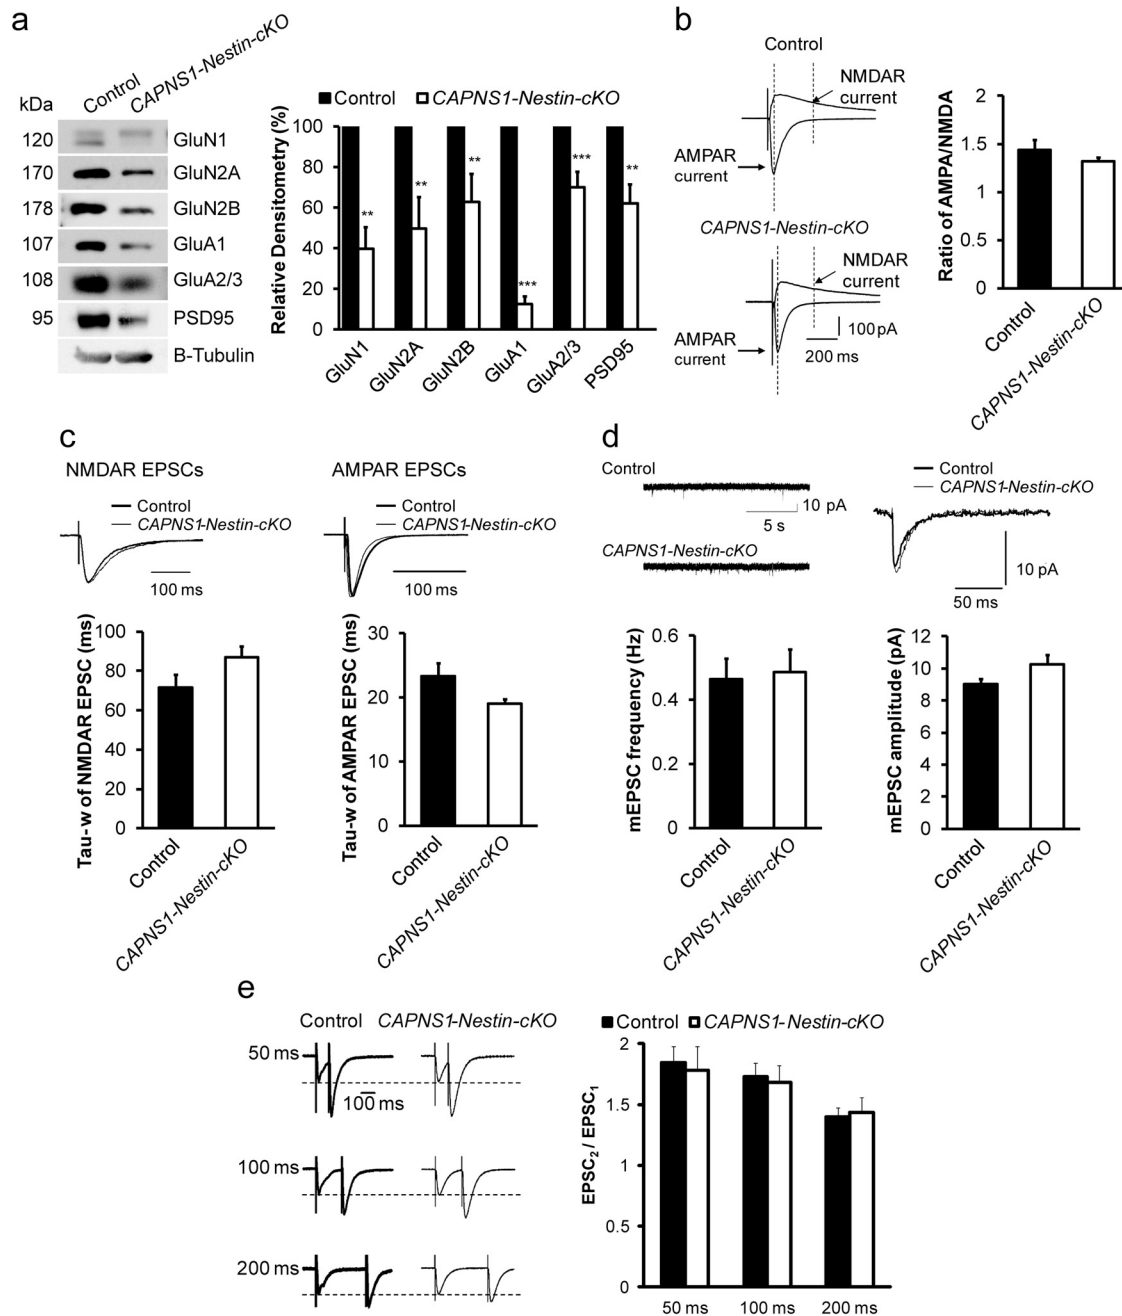 a
kDa
Control
CAPNS1-Nestin-cKO
120 GluN1
170 GluN2A
178 GluN2B
107 GluA1
108 GluA2/3
95 PSD95
B-Tubulin
Control CAPNS1-Nestin-cKO
Relative Densitometry (%)
100
80
60
40
20
0
** ** ** *** *** **
GluN1 GluN2A GluN2B GluA1 GluA2/3 PSD95
b
Control
NMDAR
current
AMPAR
current
CAPNS1-Nestin-cKO
NMDAR
current
AMPAR
current
100 pA
200 ms
Ratio of AMPA/NMDA
2
1.5
1
0.5
0
Control
CAPNS1-Nestin-cKO
c
NMDAR EPSCs
Control
CAPNS1-Nestin-cKO
100 ms
Tau-w of NMDAR EPSC (ms)
100
80
60
40
20
0
Control
CAPNS1-Nestin-cKO
AMPAR EPSCs
Control
CAPNS1-Nestin-cKO
100 ms
Tau-w of AMPAR EPSC (ms)
30
20
10
0
Control
CAPNS1-Nestin-cKO
d
Control
10 pA
5 s
CAPNS1-Nestin-cKO
Control
CAPNS1-Nestin-cKO
10 pA
50 ms
mEPSC frequency (Hz)
0.6
0.4
0.2
0
Control
CAPNS1-Nestin-cKO
mEPSC amplitude (pA)
12
10
8
6
4
2
0
Control
CAPNS1-Nestin-cKO
e
Control CAPNS1-Nestin-cKO
50 ms
100 ms
100 ms
200 ms
Control CAPNS1-Nestin-cKO
EPSC₂ / EPSC₁
2
1.5
1
0.5
0
50 ms 100 ms 200 ms